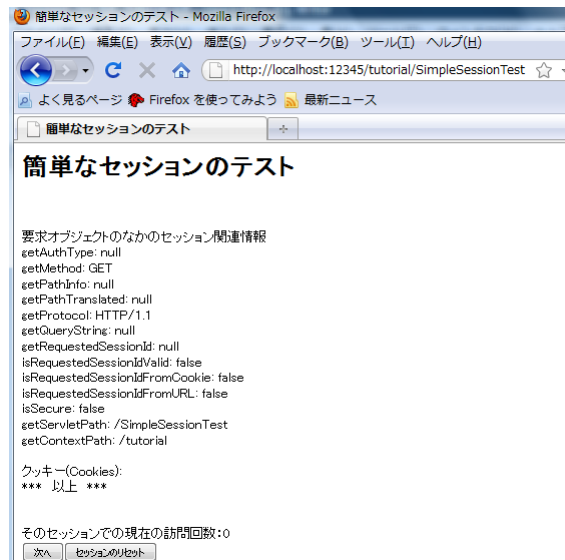 簡単なセッションのテスト - Mozilla Firefox
ファイル(F) 編集(E) 表示(V) 履歴(S) ブックマーク(B) ツール(T) ヘルプ(H)
http://localhost:12345/tutorial/SimpleSessionTest
よく見るページ Firefox を使ってみよう 最新ニュース
簡単なセッションのテスト
簡単なセッションのテスト
要求オブジェクトのなかのセッション関連情報
getAuthType: null
getMethod: GET
getPathInfo: null
getPathTranslated: null
getProtocol: HTTP/1.1
getQueryString: null
getRequestedSessionId: null
isRequestedSessionIdValid: false
isRequestedSessionIdFromCookie: false
isRequestedSessionIdFromURL: false
isSecure: false
getServletPath: /SimpleSessionTest
getContextPath: /tutorial
クッキー(Cookies):
*** 以上 ***
そのセッションでの現在の訪問回数:0
次へ セッションのリセット